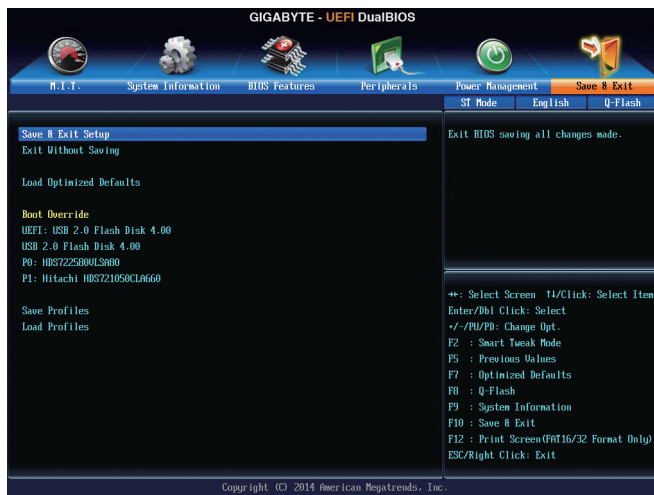 GIGABYTE - UEFI DualBIOS
M.I.T.
System Information
BIOS Features
Peripherals
Power Management
Save & Exit
ST Mode
English
Q-Flash
Save & Exit Setup
Exit Without Saving
Load Optimized Defaults
Boot Override
UEFI: USB 2.0 Flash Disk 4.00
USB 2.0 Flash Disk 4.00
P0: HDS722580VLSA80
P1: Hitachi HDS721050CLA660
Save Profiles
Load Profiles
Exit BIOS saving all changes made.
→←: Select Screen ↑↓/Click: Select Item
Enter/Dbl Click: Select
+/-/PU/PD: Change Opt.
F2 : Smart Tweak Mode
F5 : Previous Values
F7 : Optimized Defaults
F8 : Q-Flash
F9 : System Information
F10 : Save & Exit
F12 : Print Screen(FAT16/32 Format Only)
ESC/Right Click: Exit
Copyright (C) 2014 American Megatrends, Inc.